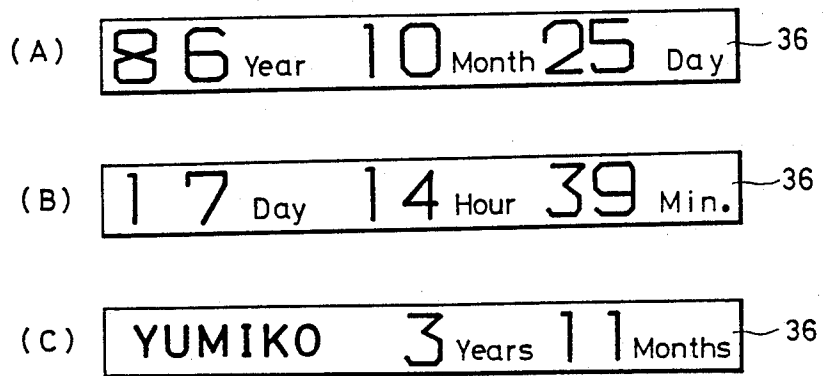 (A) 86 Year 10 Month 25 Day 36
(B) 17 Day 14 Hour 39 Min. 36
(C) YUMIKO 3 Years 11 Months 36